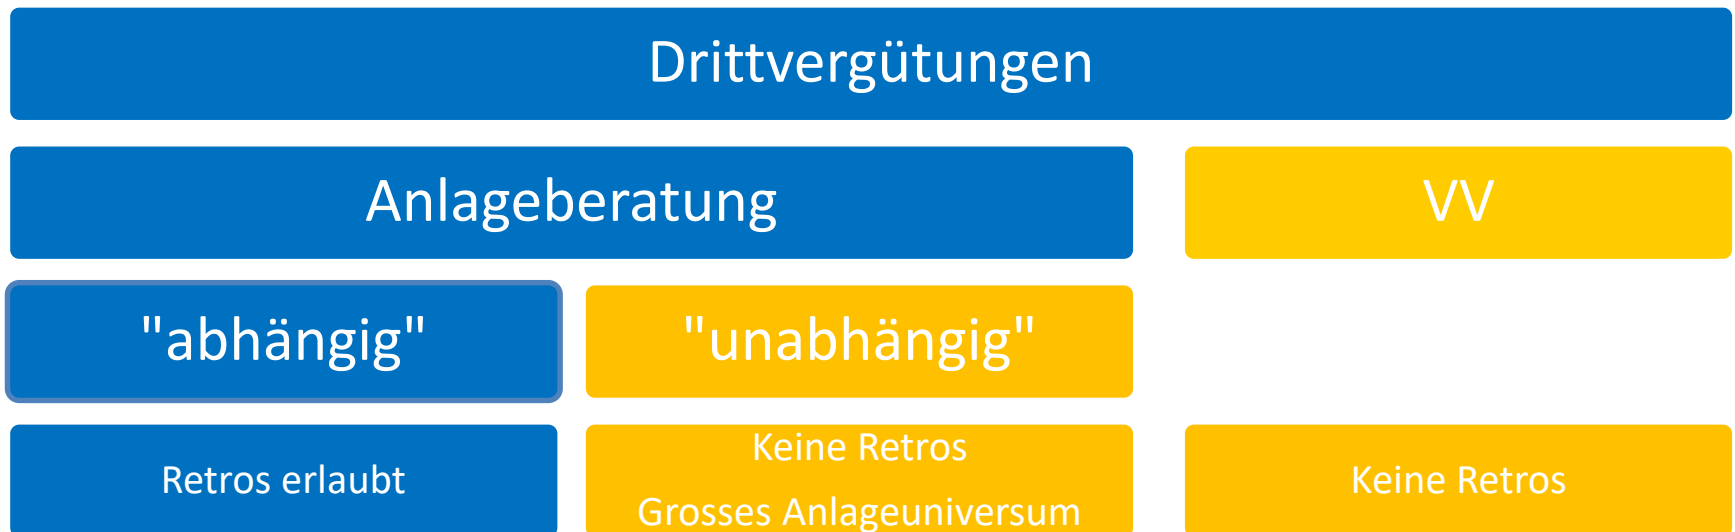 Drittvergütungen
Anlageberatung
VV
"abhängig"
"unabhängig"
Retros erlaubt
Keine Retros
Grosses Anlageuniversum
Keine Retros